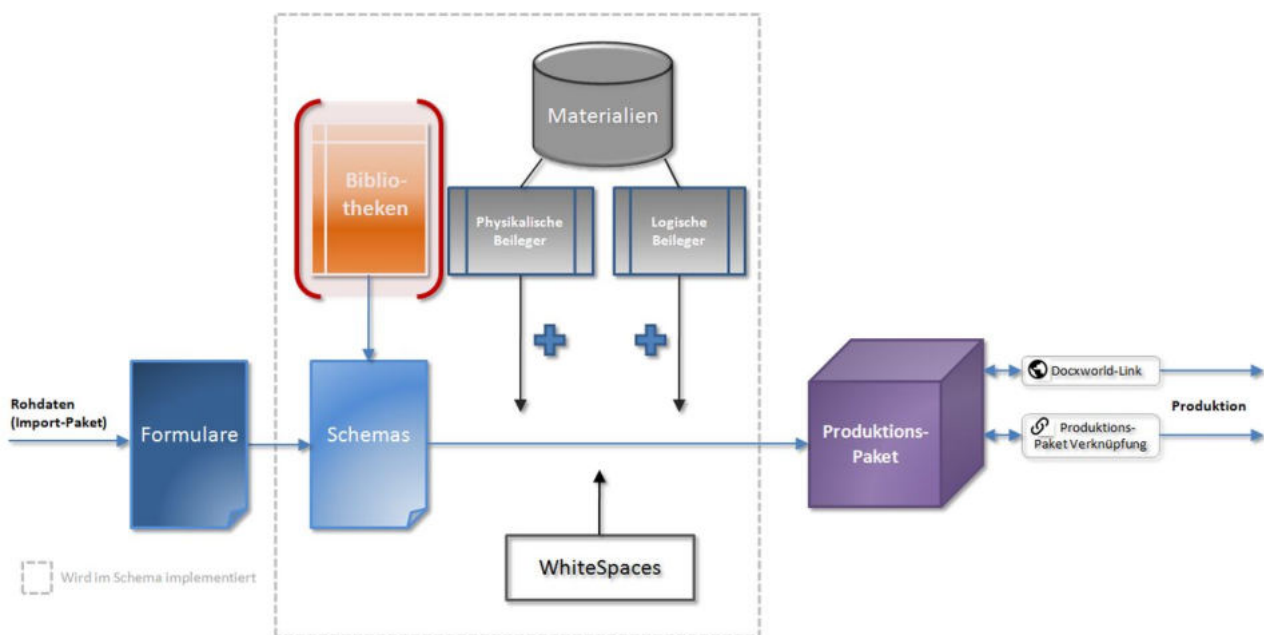 Materialien
Biblio-
theken
Physikalische
Beileger
Logische
Beileger
Rohdaten
(Import-Paket)
Formulare
Schemas
Produktions-
Paket
Docxworld-Link
Produktions-
Paket Verknüpfung
Produktion
WhiteSpaces
Wird im Schema implementiert